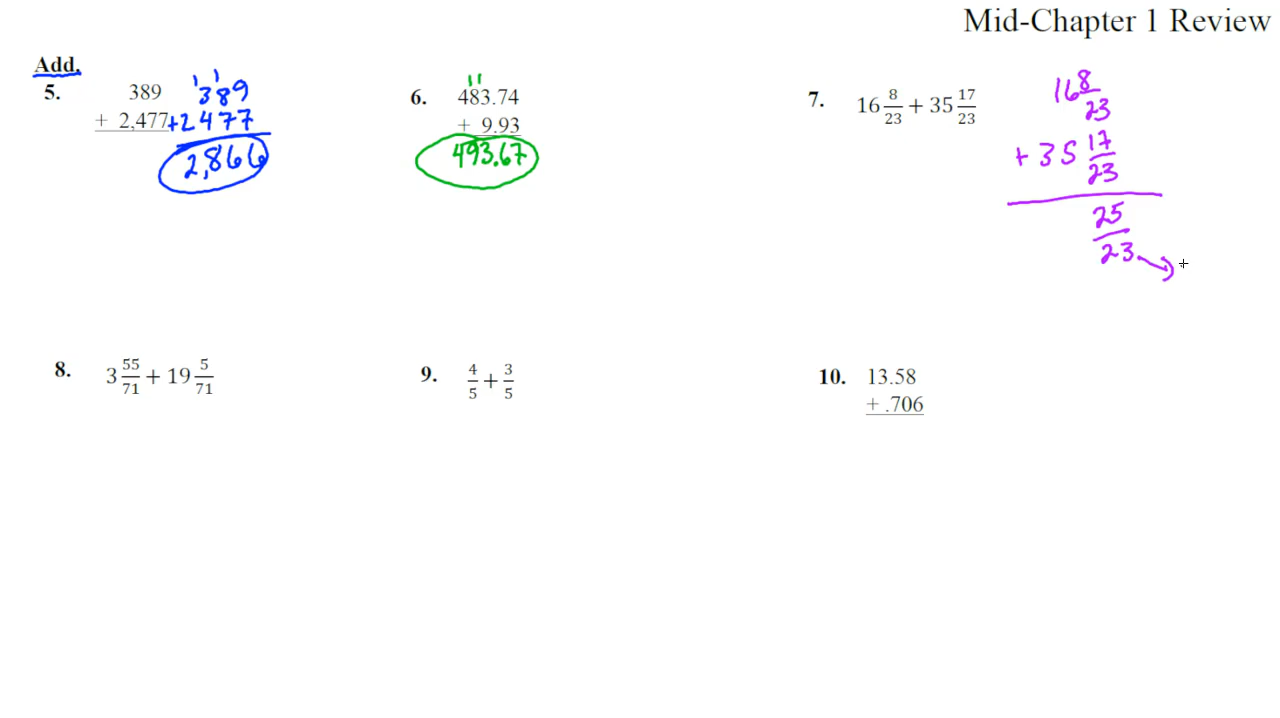 Mid-Chapter 1 Review
Add.
5. 389
+ 2,477
1 1
389
+2477
2,866
6. 11
483.74
+ 9.93
493.67
7. 16 8/23 + 35 17/23
16 8/23
+ 35 17/23
25/23
8. 3 55/71 + 19 5/71
9. 4/5 + 3/5
10. 13.58
+ .706